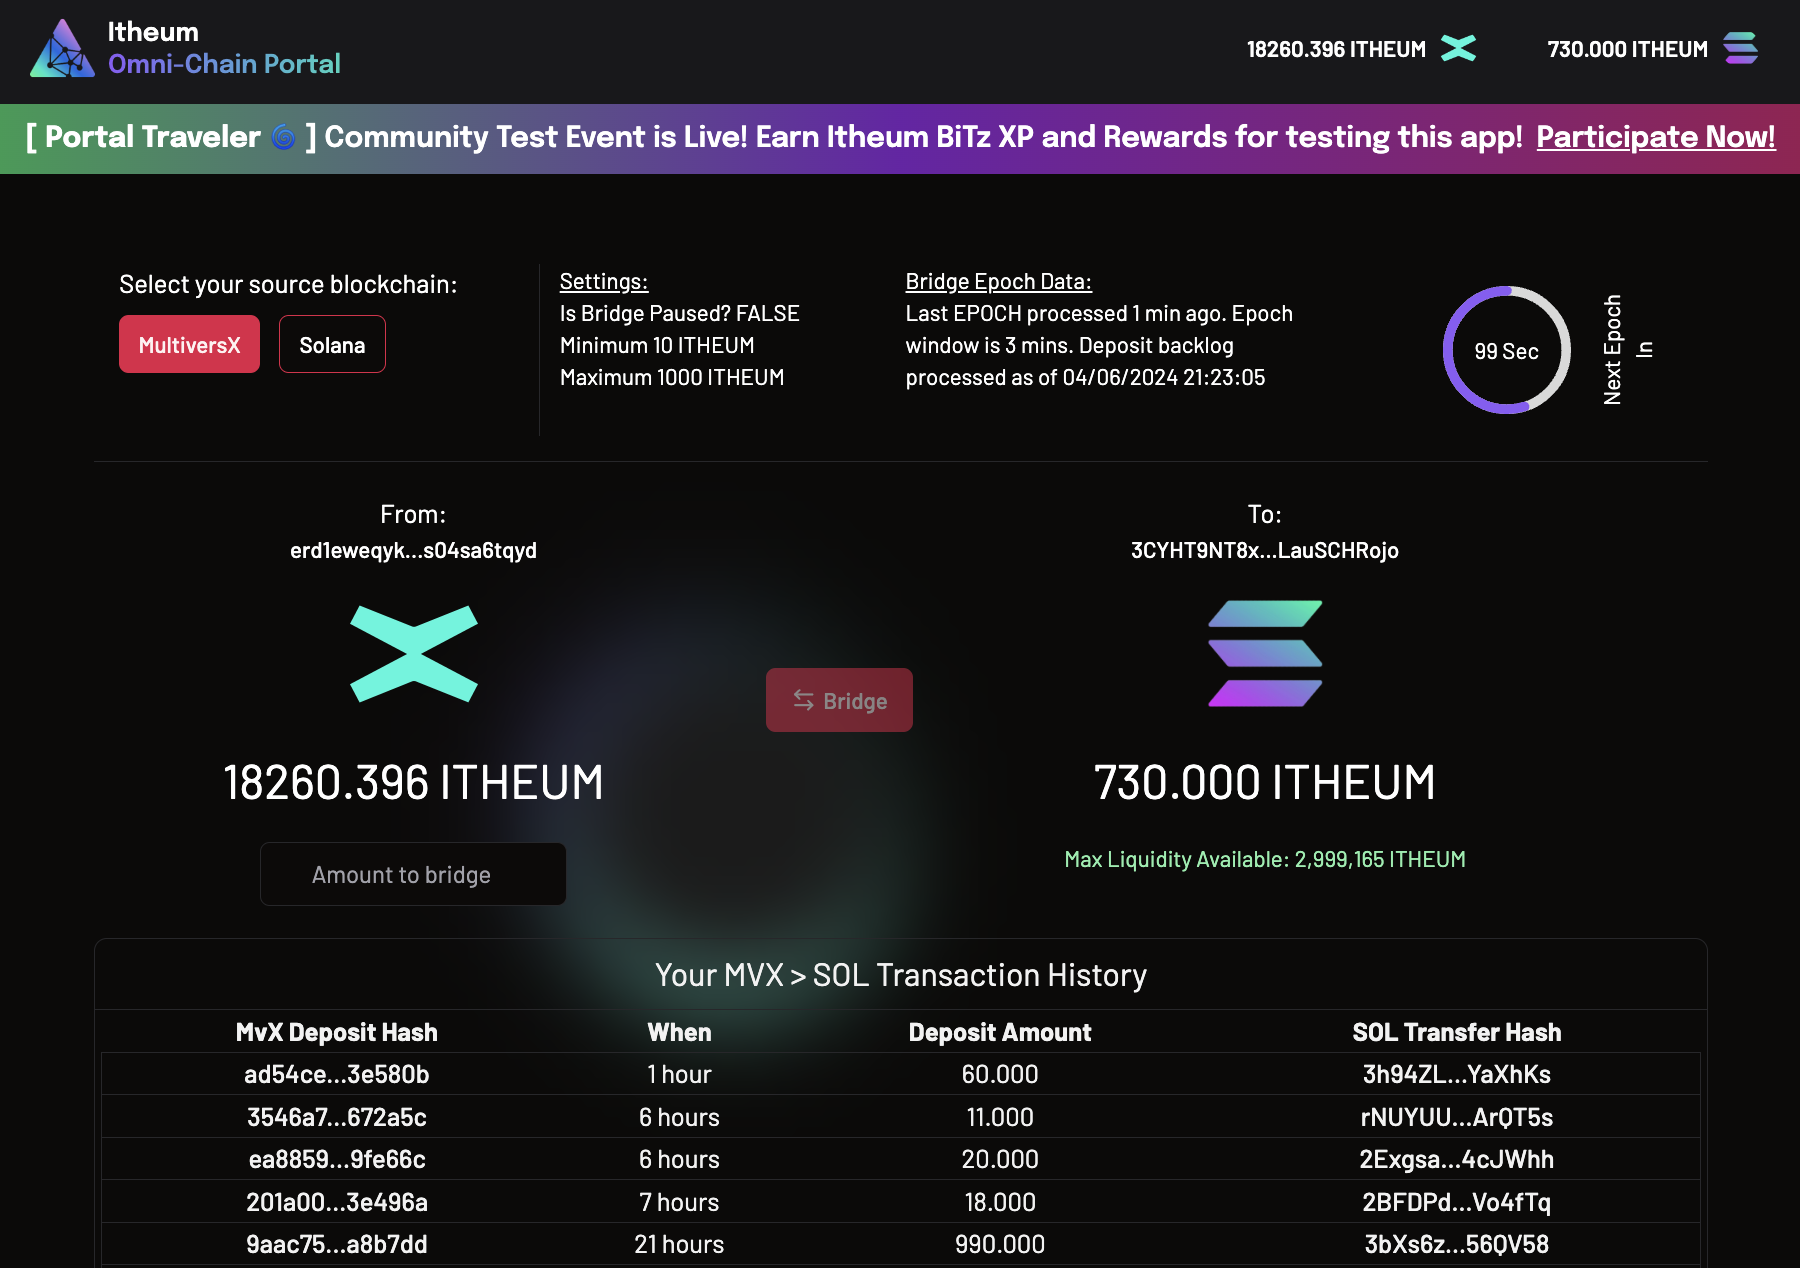 Itheum
Omni-Chain Portal
18260.396 ITHEUM
730.000 ITHEUM
[ Portal Traveler 🌀 ] Community Test Event is Live! Earn Itheum BiTz XP and Rewards for testing this app! Participate Now!
Select your source blockchain:
MultiversX
Solana
Settings:
Is Bridge Paused? FALSE
Minimum 10 ITHEUM
Maximum 1000 ITHEUM
Bridge Epoch Data:
Last EPOCH processed 1 min ago. Epoch
window is 3 mins. Deposit backlog
processed as of 04/06/2024 21:23:05
99 Sec
Next Epoch
In
From:
erd1eweqyk...s04sa6tqyd
To:
3CYHT9NT8x...LauSCHRojo
Bridge
18260.396 ITHEUM
730.000 ITHEUM
Amount to bridge
Max Liquidity Available: 2,999,165 ITHEUM
Your MVX > SOL Transaction History
MvX Deposit Hash When Deposit Amount SOL Transfer Hash
ad54ce...3e580b 1 hour 60.000 3h94ZL...YaXhKs
3546a7...672a5c 6 hours 11.000 rNUYUU...ArQT5s
ea8859...9fe66c 6 hours 20.000 2Exgsa...4cJWhh
201a00...3e496a 7 hours 18.000 2BFDPd...Vo4fTq
9aac75...a8b7dd 21 hours 990.000 3bXs6z...56QV58